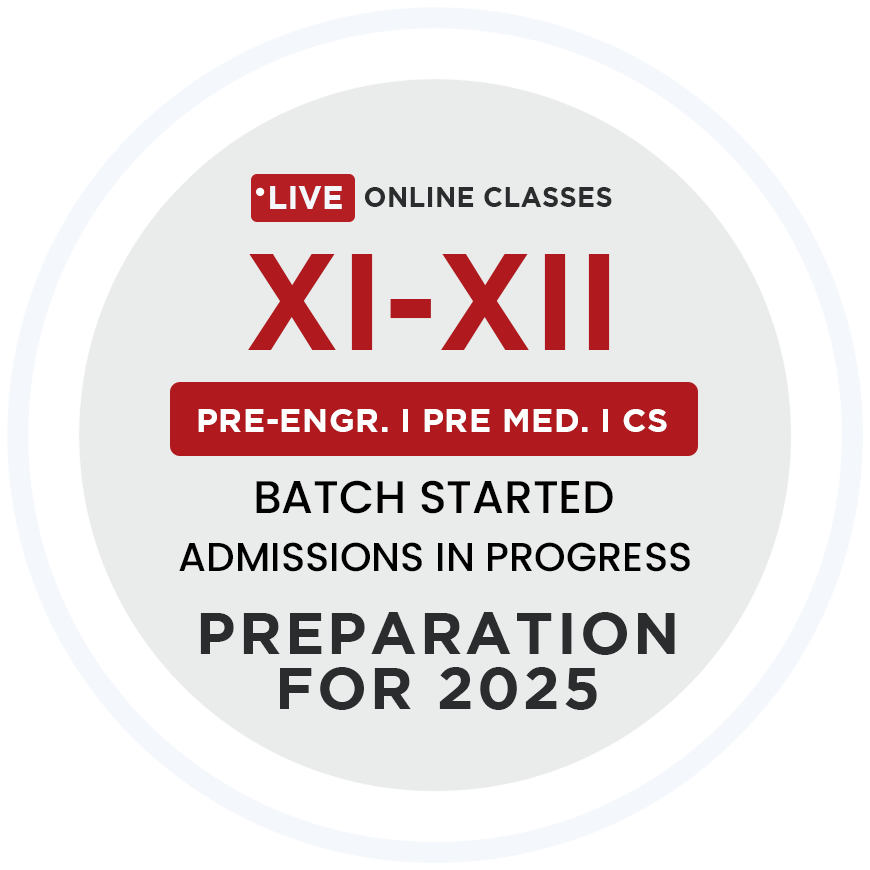 LIVE ONLINE CLASSES
XI-XII
PRE-ENGR. I PRE MED. I CS
BATCH STARTED
ADMISSIONS IN PROGRESS
PREPARATION
FOR 2025